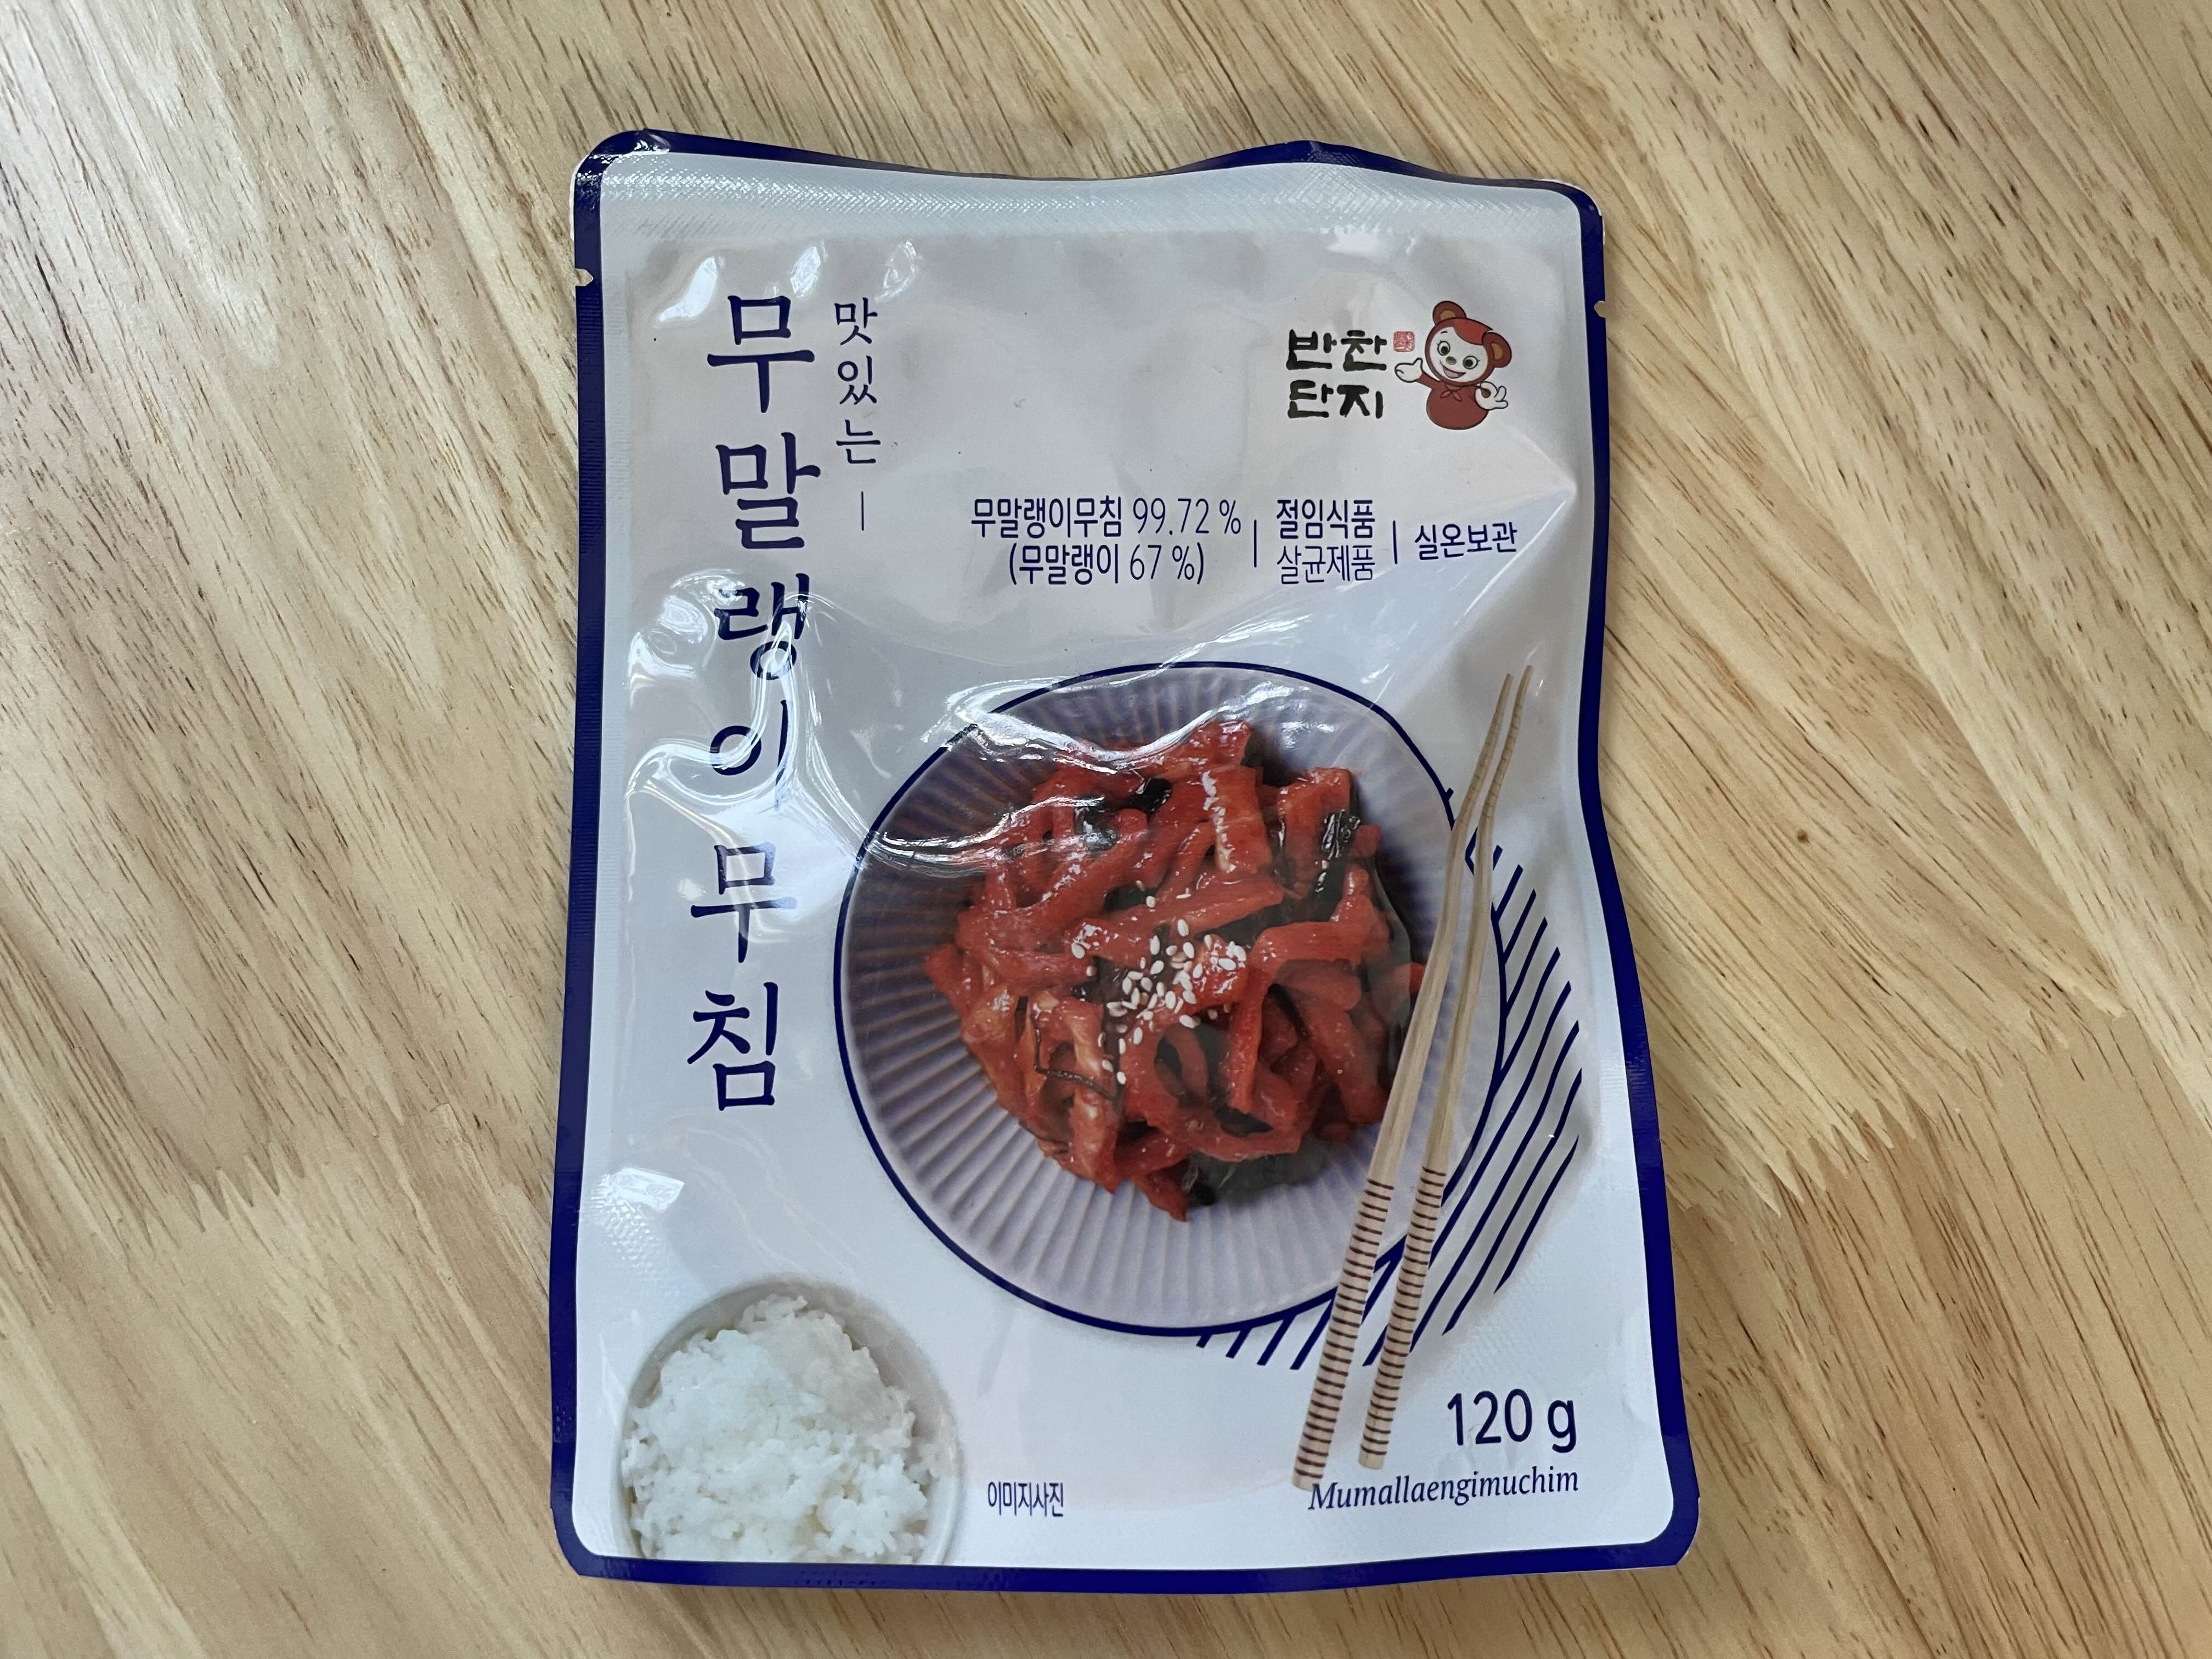 맛있는
무말랭이무침
반찬
단지
무말랭이무침 99.72 %
(무말랭이 67 %)
절임식품
살균제품
실온보관
120 g
Mumallaengimuchim
이미지사진